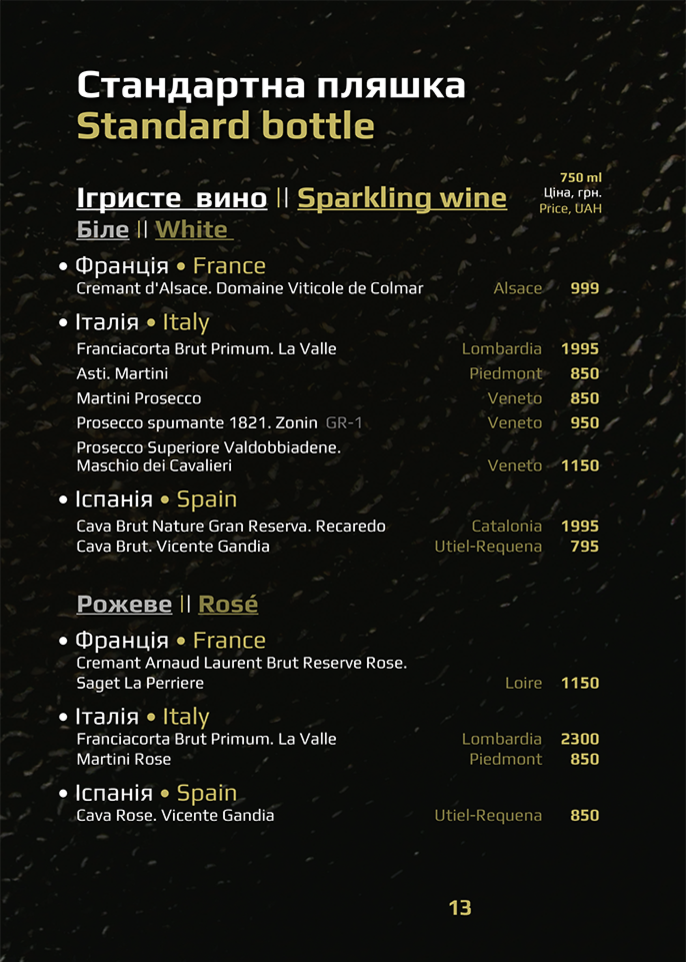 Стандартна пляшка
Standard bottle
750 ml
Ціна, грн.
Price, UAH
Ігристе вино || Sparkling wine
Біле || White
• Франція • France
Cremant d'Alsace. Domaine Viticole de Colmar Alsace 999
• Італія • Italy
Franciacorta Brut Primum. La Valle Lombardia 1995
Asti. Martini Piedmont 850
Martini Prosecco Veneto 850
Prosecco spumante 1821. Zonin GR-1 Veneto 950
Prosecco Superiore Valdobbiadene.
Maschio dei Cavalieri Veneto 1150
• Іспанія • Spain
Cava Brut Nature Gran Reserva. Recaredo Catalonia 1995
Cava Brut. Vicente Gandia Utiel-Requena 795
Рожеве || Rosé
• Франція • France
Cremant Arnaud Laurent Brut Reserve Rose.
Saget La Perriere Loire 1150
• Італія • Italy
Franciacorta Brut Primum. La Valle Lombardia 2300
Martini Rose Piedmont 850
• Іспанія • Spain
Cava Rose. Vicente Gandia Utiel-Requena 850
13